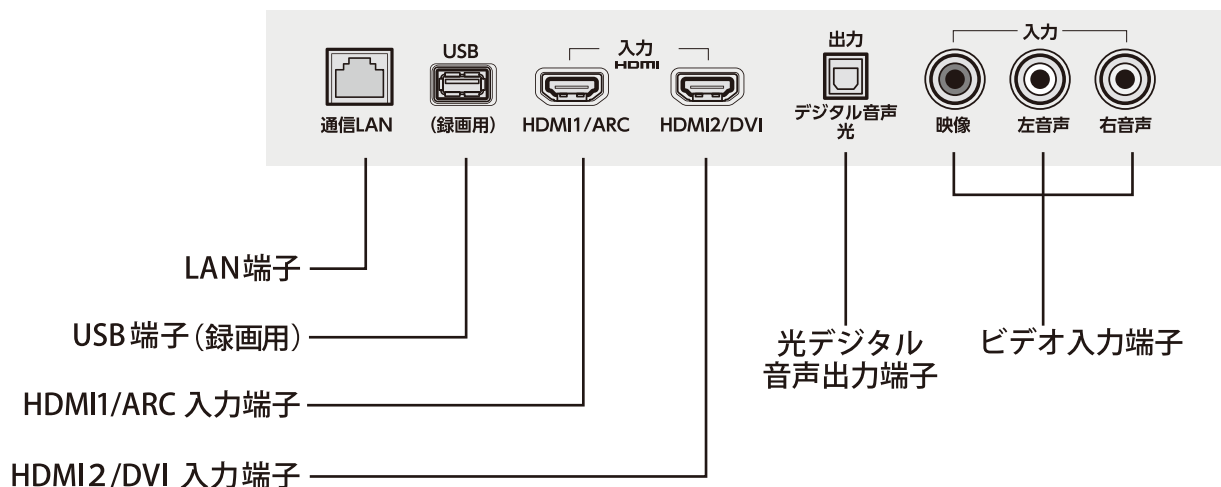 USB
入力
HDMI
出力
入力
通信LAN
(録画用)
HDMI1/ARC
HDMI2/DVI
デジタル音声
光
映像
左音声
右音声
LAN端子
USB端子(録画用)
HDMI1/ARC 入力端子
HDMI2/DVI 入力端子
光デジタル
音声出力端子
ビデオ入力端子